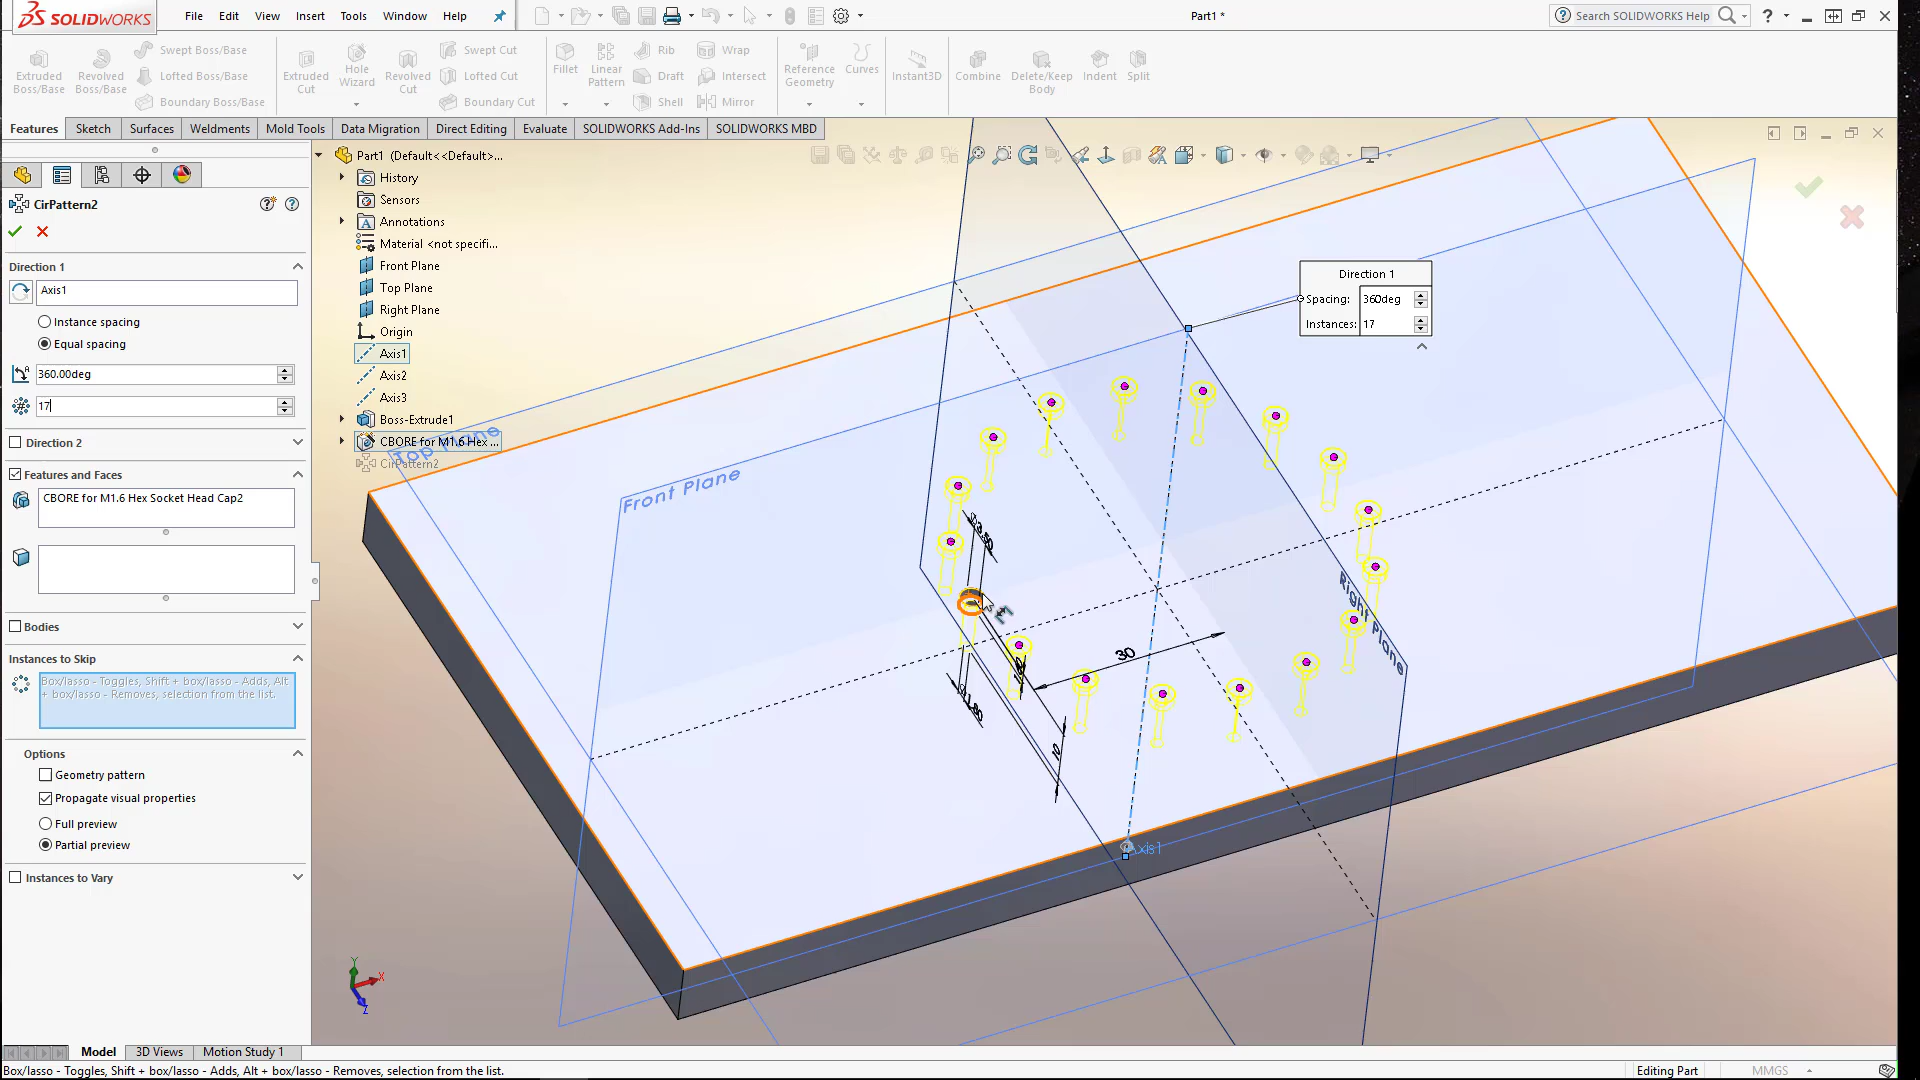 SOLIDWORKS
File Edit View Insert Tools Window Help
Part1 *
Search SOLIDWORKS Help
Extruded Boss/Base
Revolved Boss/Base
Swept Boss/Base
Lofted Boss/Base
Boundary Boss/Base
Extruded Cut
Hole Wizard
Revolved Cut
Swept Cut
Lofted Cut
Boundary Cut
Fillet
Linear Pattern
Rib
Draft
Shell
Wrap
Intersect
Mirror
Reference Geometry
Curves
Instant3D
Combine
Delete/Keep Body
Indent
Split
Features Sketch Surfaces Weldments Mold Tools Data Migration Direct Editing Evaluate SOLIDWORKS Add-Ins SOLIDWORKS MBD
CirPattern2
Direction 1
Axis1
Instance spacing
Equal spacing
360.00deg
17
Direction 2
Features and Faces
CBORE for M1.6 Hex Socket Head Cap2
Bodies
Instances to Skip
Box/lasso - Toggles, Shift + box/lasso - Adds, Alt
+ box/lasso - Removes, selection from the list.
Options
Geometry pattern
Propagate visual properties
Full preview
Partial preview
Instances to Vary
Part1 (Default<<Default>...
History
Sensors
Annotations
Material <not specifi...
Front Plane
Top Plane
Right Plane
Origin
Axis1
Axis2
Axis3
Boss-Extrude1
CBORE for M1.6 Hex ...
CirPattern2
Top Plane
Front Plane
Right Plane
Direction 1
Spacing: 360deg
Instances: 17
30
10
Axis1
Y
X
Z
Model 3D Views Motion Study 1
Box/lasso - Toggles, Shift + box/lasso - Adds, Alt + box/lasso - Removes, selection from the list.
Editing Part
MMGS